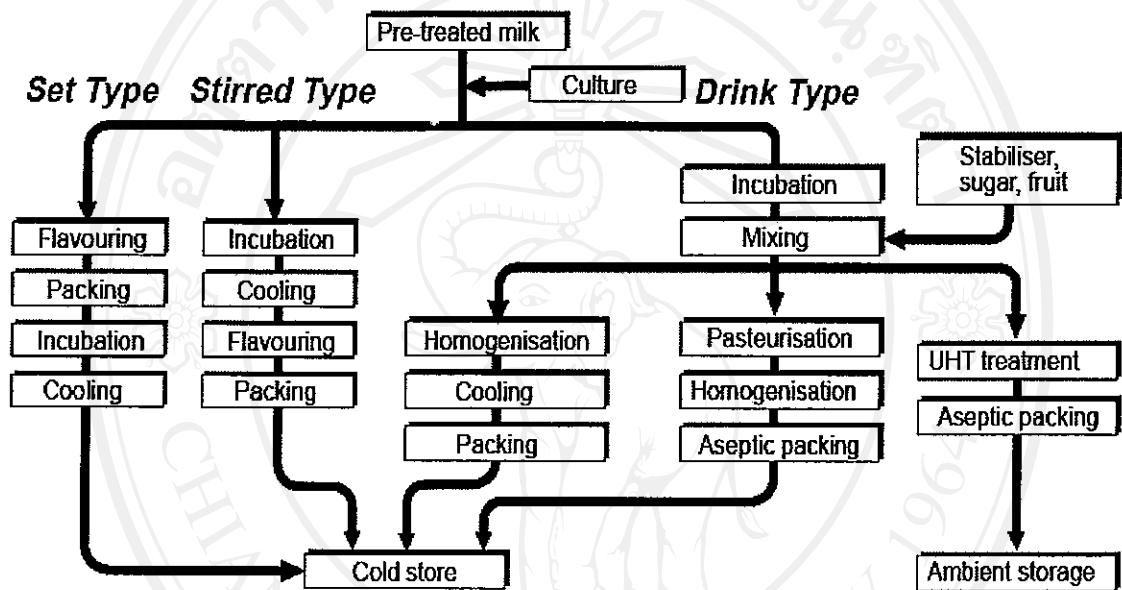 Pre-treated milk
Culture
Set Type
Stirred Type
Drink Type
Stabiliser,
sugar, fruit
Incubation
Mixing
Flavouring
Packing
Incubation
Cooling
Incubation
Cooling
Flavouring
Packing
Homogenisation
Cooling
Packing
Pasteurisation
Homogenisation
Aseptic packing
UHT treatment
Aseptic packing
Cold store
Ambient storage
1964